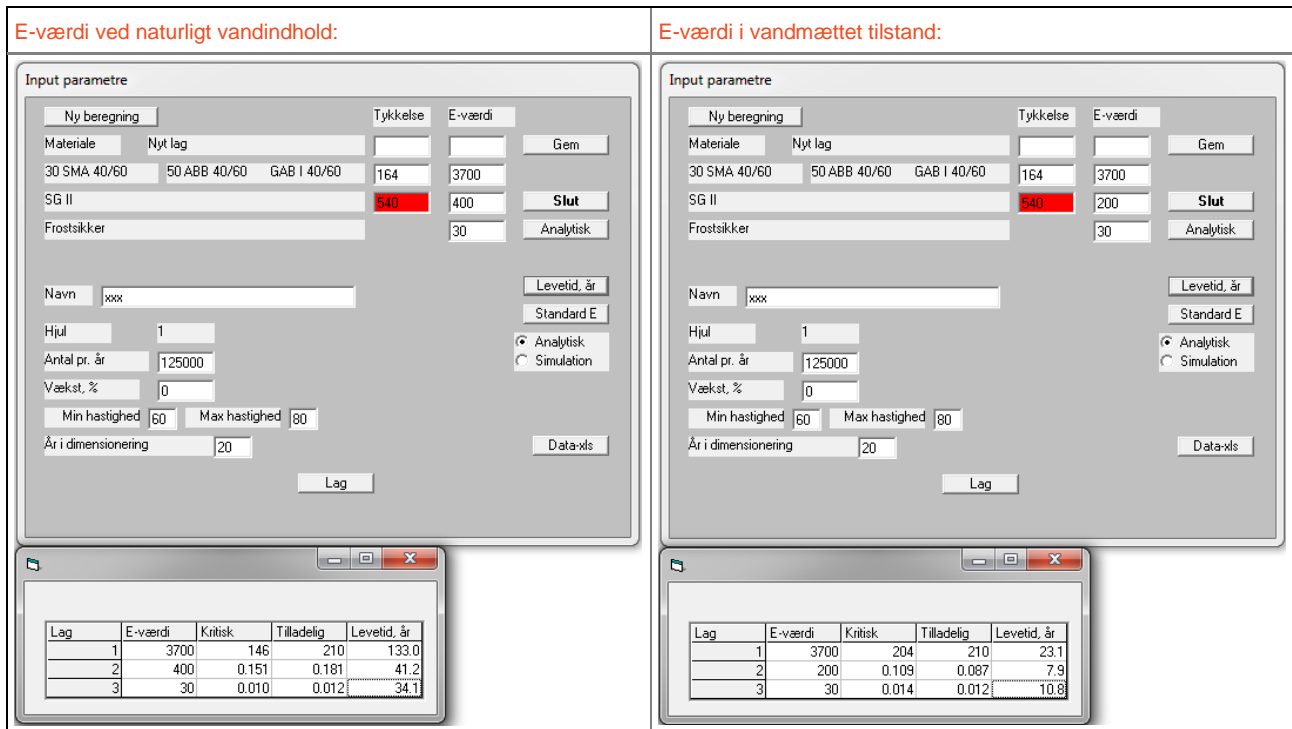 E-værdi ved naturligt vandindhold:
Input parametre
Ny beregning Tykkelse E-værdi
Materiale Nyt lag Gem
30 SMA 40/60 50 ABB 40/60 GAB I 40/60 164 3700
SG II 540 400 Slut
Frostsikker 30 Analytisk
Levetid, år
Navn xxx
Standard E
Hjul 1
Analytisk
Antal pr. år 125000 Simulation
Vækst, % 0
Min hastighed 60 Max hastighed 80
År i dimensionering 20 Data-xls
Lag
Lag E-værdi Kritisk Tilladelig Levetid, år
1 3700 146 210 133.0
2 400 0.151 0.181 41.2
3 30 0.010 0.012 34.1
E-værdi i vandmættet tilstand:
Input parametre
Ny beregning Tykkelse E-værdi
Materiale Nyt lag Gem
30 SMA 40/60 50 ABB 40/60 GAB I 40/60 164 3700
SG II 540 200 Slut
Frostsikker 30 Analytisk
Levetid, år
Navn xxx
Standard E
Hjul 1
Analytisk
Antal pr. år 125000 Simulation
Vækst, % 0
Min hastighed 60 Max hastighed 80
År i dimensionering 20 Data-xls
Lag
Lag E-værdi Kritisk Tilladelig Levetid, år
1 3700 204 210 23.1
2 200 0.109 0.087 7.9
3 30 0.014 0.012 10.8